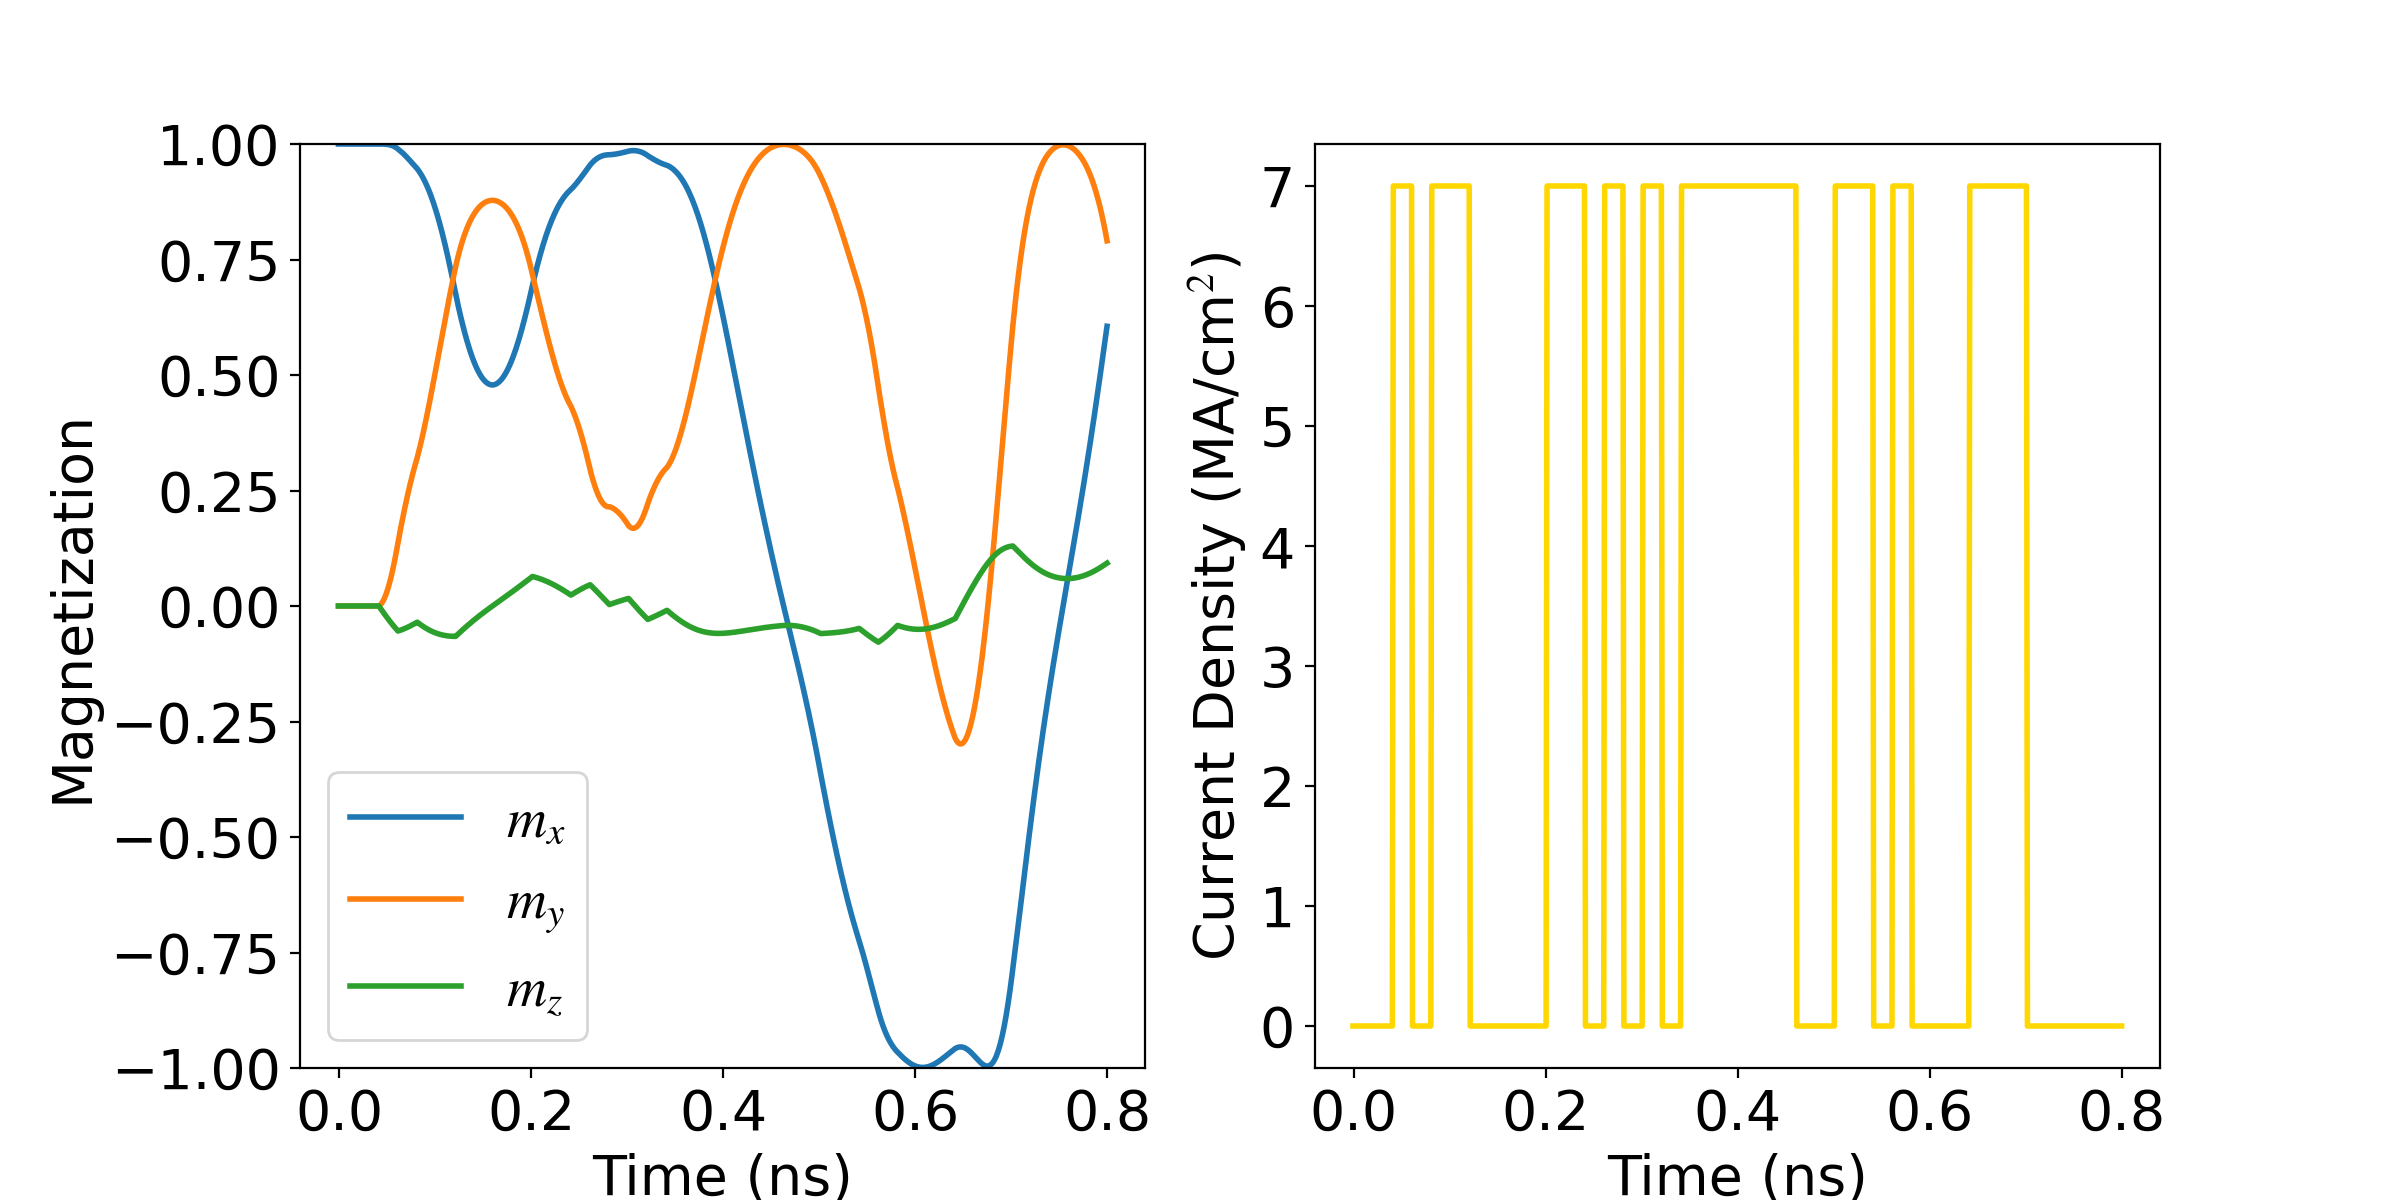 Magnetization
1.00
0.75
0.50
0.25
0.00
−0.25
−0.50
−0.75
−1.00
0.0 0.2 0.4 0.6 0.8
Time (ns)
m_x
m_y
m_z
Current Density (MA/cm²)
7
6
5
4
3
2
1
0
0.0 0.2 0.4 0.6 0.8
Time (ns)